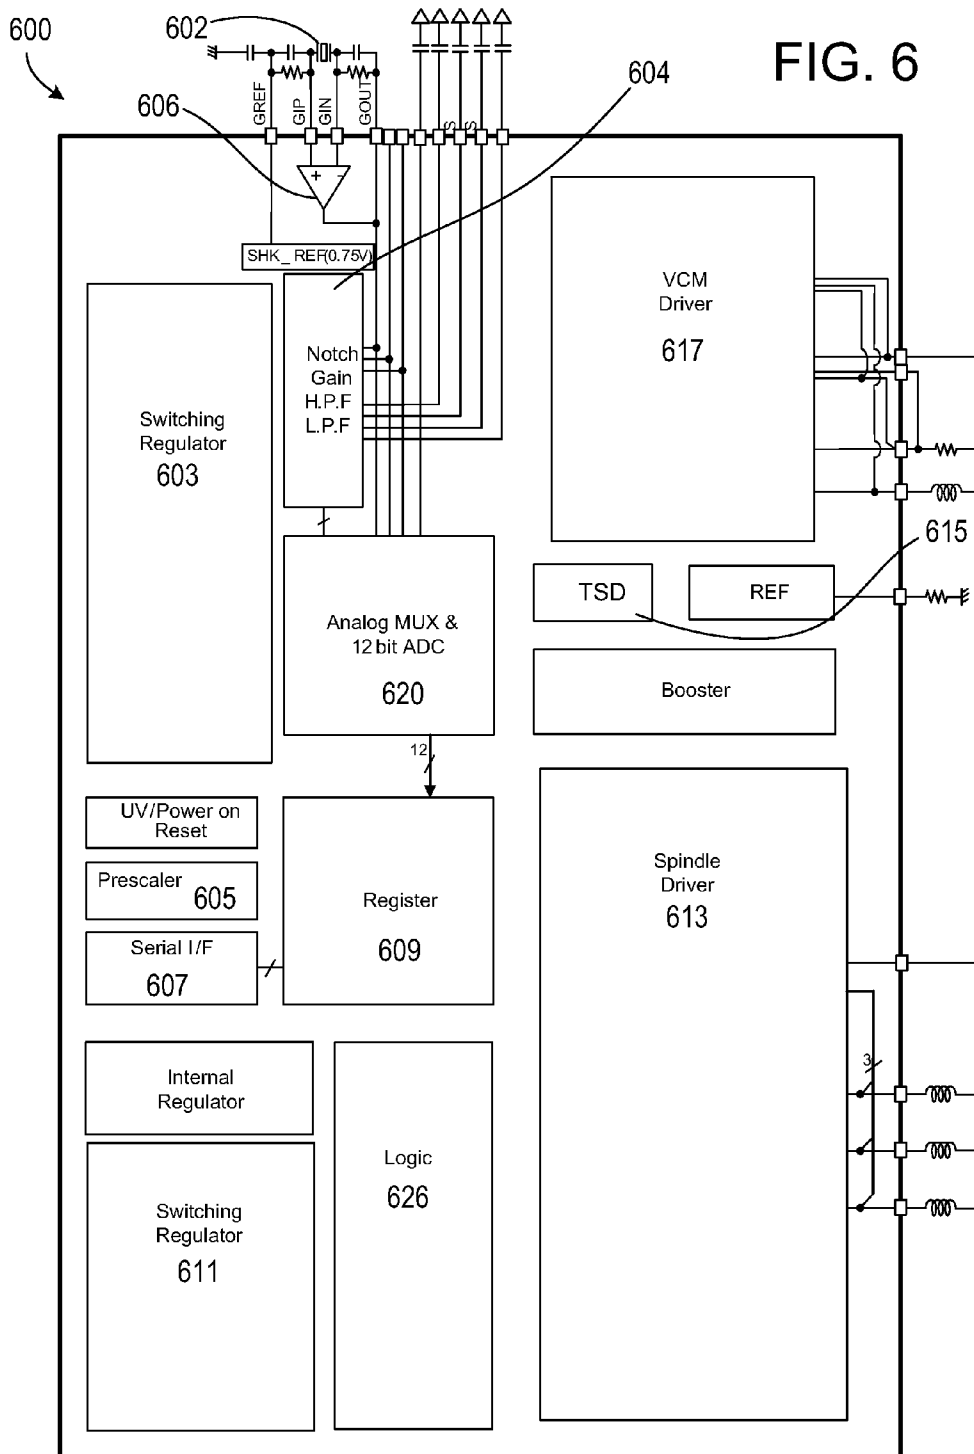 FIG. 6
600
602
604
606
GREF
GIP
GIN
GOUT
S
S
+
-
SHK_REF(0.75V)
Notch
Gain
H.P.F
L.P.F
VCM
Driver
617
Switching
Regulator
603
615
TSD
REF
Analog MUX &
12 bit ADC
620
Booster
12
UV/Power on
Reset
Prescaler
605
Serial I/F
607
Register
609
Spindle
Driver
613
3
Internal
Regulator
Logic
626
Switching
Regulator
611